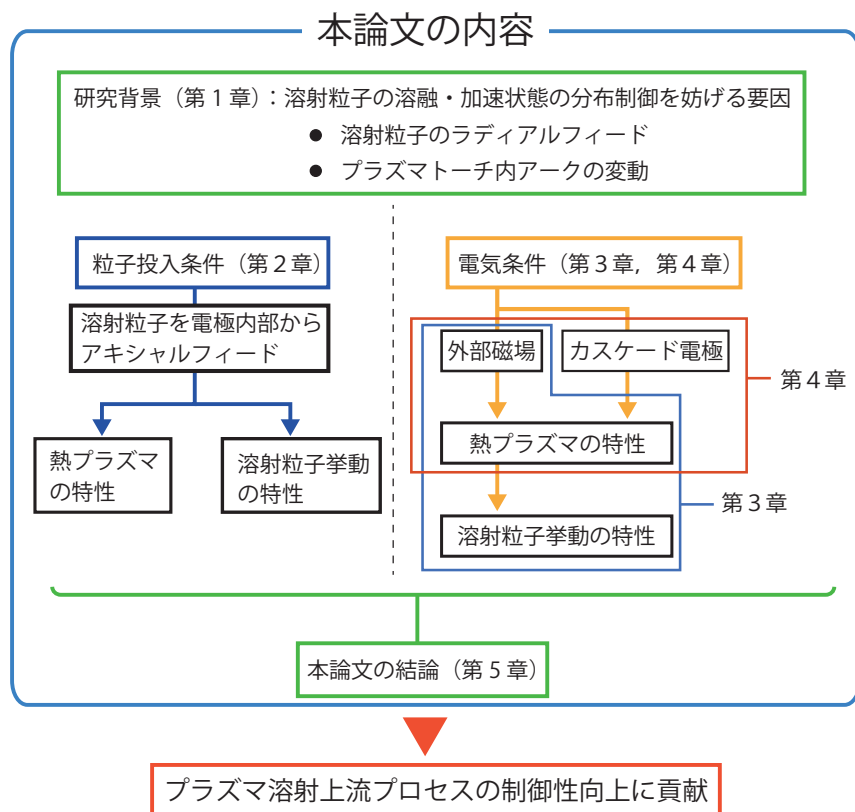 本論文の内容
研究背景（第1章）：溶射粒子の溶融・加速状態の分布制御を妨げる要因
● 溶射粒子のラディアルフィード
● プラズマトーチ内アークの変動
粒子投入条件（第2章）
溶射粒子を電極内部から
アキシャルフィード
熱プラズマ
の特性
溶射粒子挙動
の特性
電気条件（第3章，第4章）
外部磁場
カスケード電極
第4章
熱プラズマの特性
第3章
溶射粒子挙動の特性
本論文の結論（第5章）
プラズマ溶射上流プロセスの制御性向上に貢献